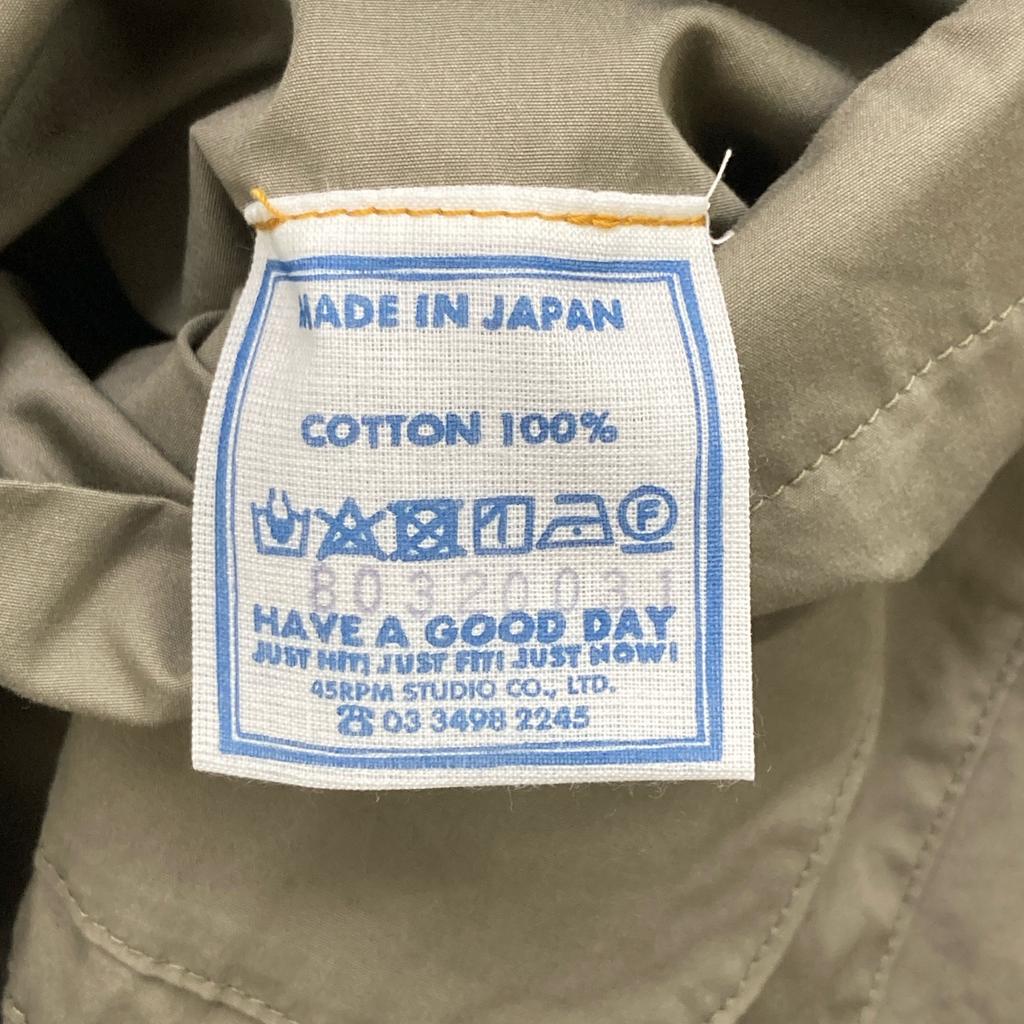 MADE IN JAPAN
COTTON 100%
F
80320031
HAVE A GOOD DAY
JUST HIT! JUST FIT! JUST NOW!
45RPM STUDIO CO., LTD.
☎ 03 3498 2245